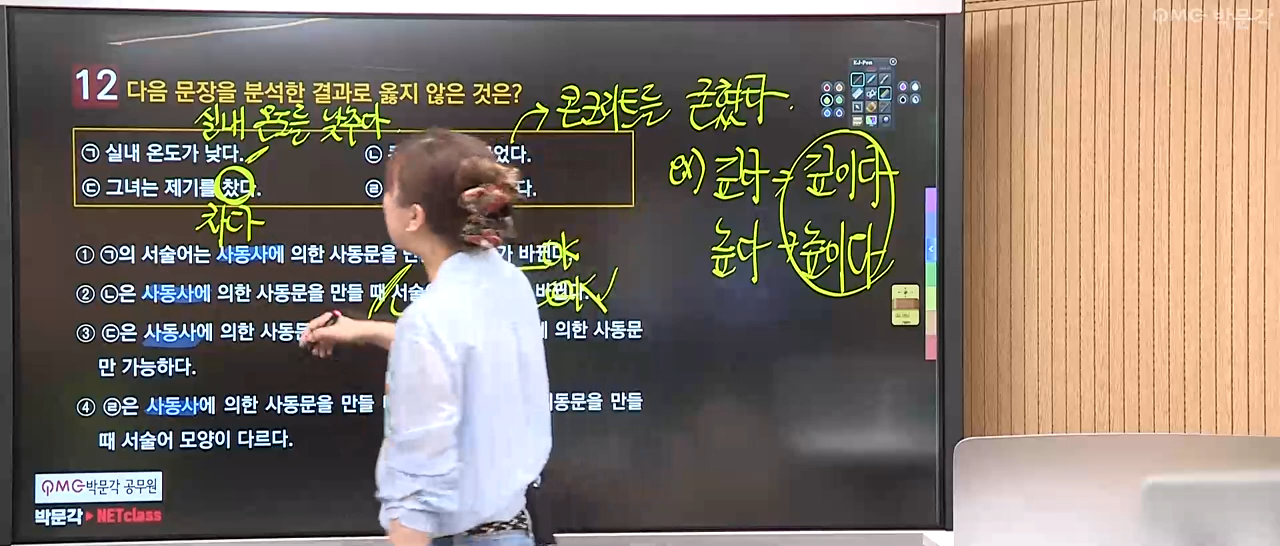 박문각
12 다음 문장을 분석한 결과로 옳지 않은 것은?
실내 온도를 낮추다.
콘크리트를 굳혔다.
㉠ 실내 온도가 낮다.
㉡
㉢ 그녀는 제기를 찼다.
㉣
차다
예) 깊다 → 깊이다
높다 → 높이다
① ㉠의 서술어는 사동사에 의한 사동문을 가 바뀐다.
OK
② ㉡은 사동사에 의한 사동문을 만들 때 서술
OK
③ ㉢은 사동사에 의한 사동문 에 의한 사동문
만 가능하다.
④ ㉣은 사동사에 의한 사동문을 만들 사동문을 만들
때 서술어 모양이 다르다.
PMG 박문각 공무원
박문각 ▶ NETclass